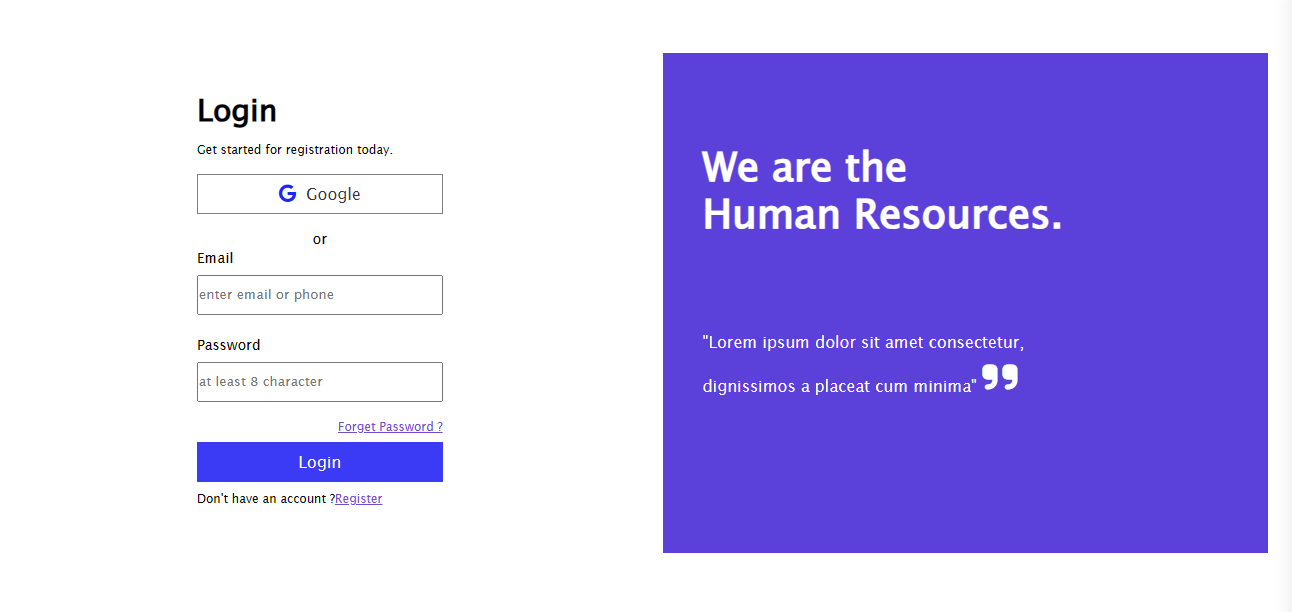 Login
Get started for registration today.
Google
or
Email
enter email or phone
Password
at least 8 character
Forget Password ?
Login
Don't have an account ?Register
We are the
Human Resources.
"Lorem ipsum dolor sit amet consectetur,
dignissimos a placeat cum minima" ”